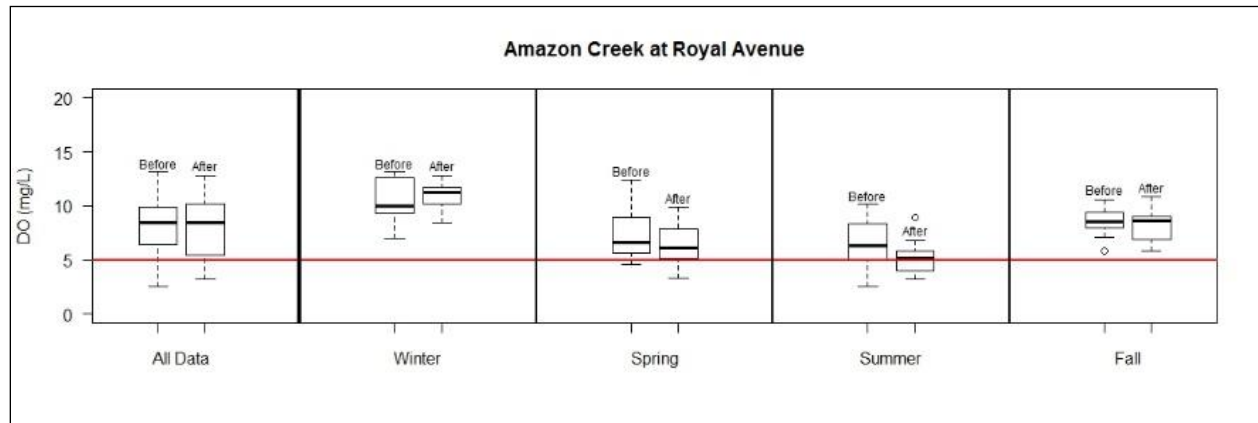 Amazon Creek at Royal Avenue
DO (mg/L)
20
15
10
5
0
Before After
Before After
Before After
Before After
Before After
All Data Winter Spring Summer Fall